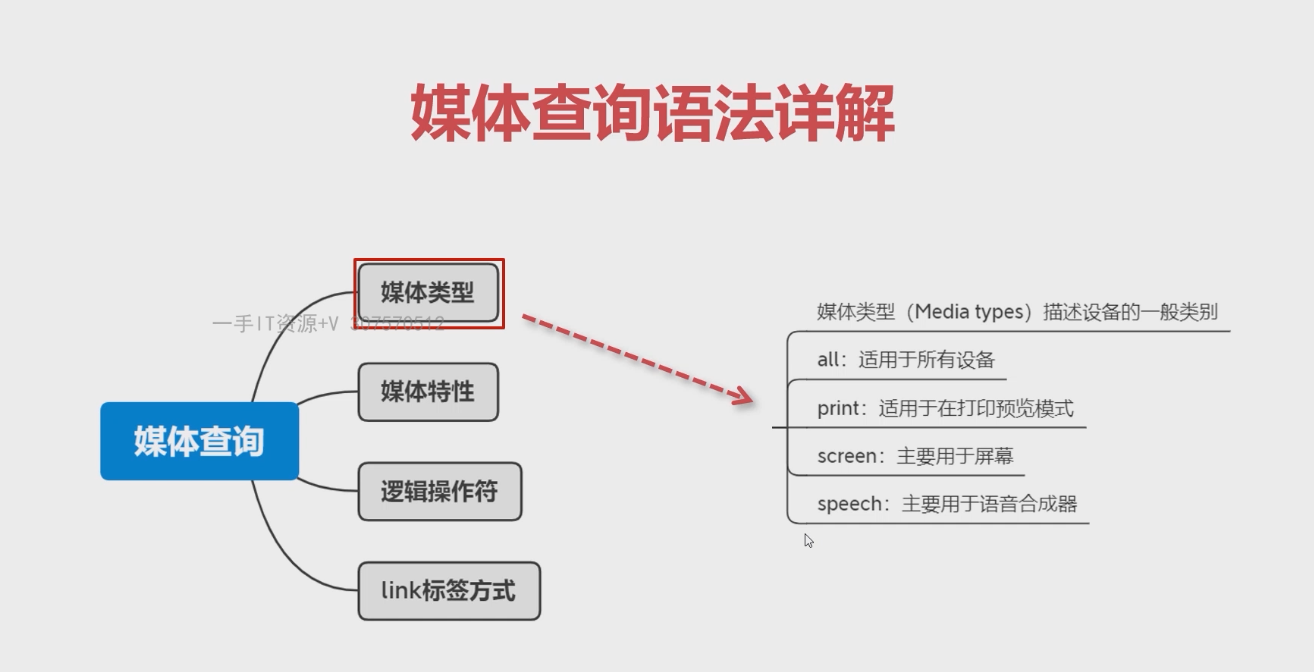 媒体查询语法详解
媒体类型
一手IT资源+V 307570512
媒体特性
媒体查询
逻辑操作符
link标签方式
媒体类型（Media types）描述设备的一般类别
all：适用于所有设备
print：适用于在打印预览模式
screen：主要用于屏幕
speech：主要用于语音合成器